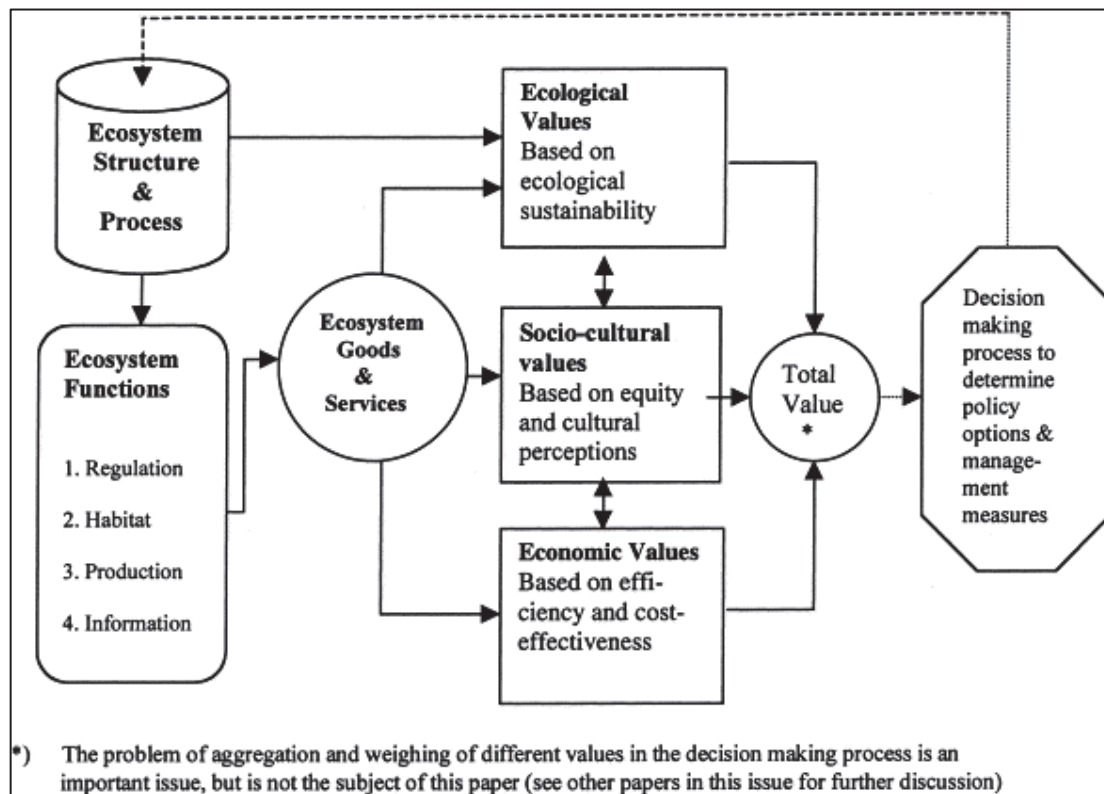 Ecosystem
Structure
&
Process
Ecosystem
Functions
1. Regulation
2. Habitat
3. Production
4. Information
Ecosystem
Goods
&
Services
Ecological
Values
Based on
ecological
sustainability
Socio-cultural
values
Based on equity
and cultural
perceptions
Economic Values
Based on effi-
ciency and cost-
effectiveness
Total
Value
*
Decision
making
process to
determine
policy
options &
manage-
ment
measures
*) The problem of aggregation and weighing of different values in the decision making process is an
important issue, but is not the subject of this paper (see other papers in this issue for further discussion)